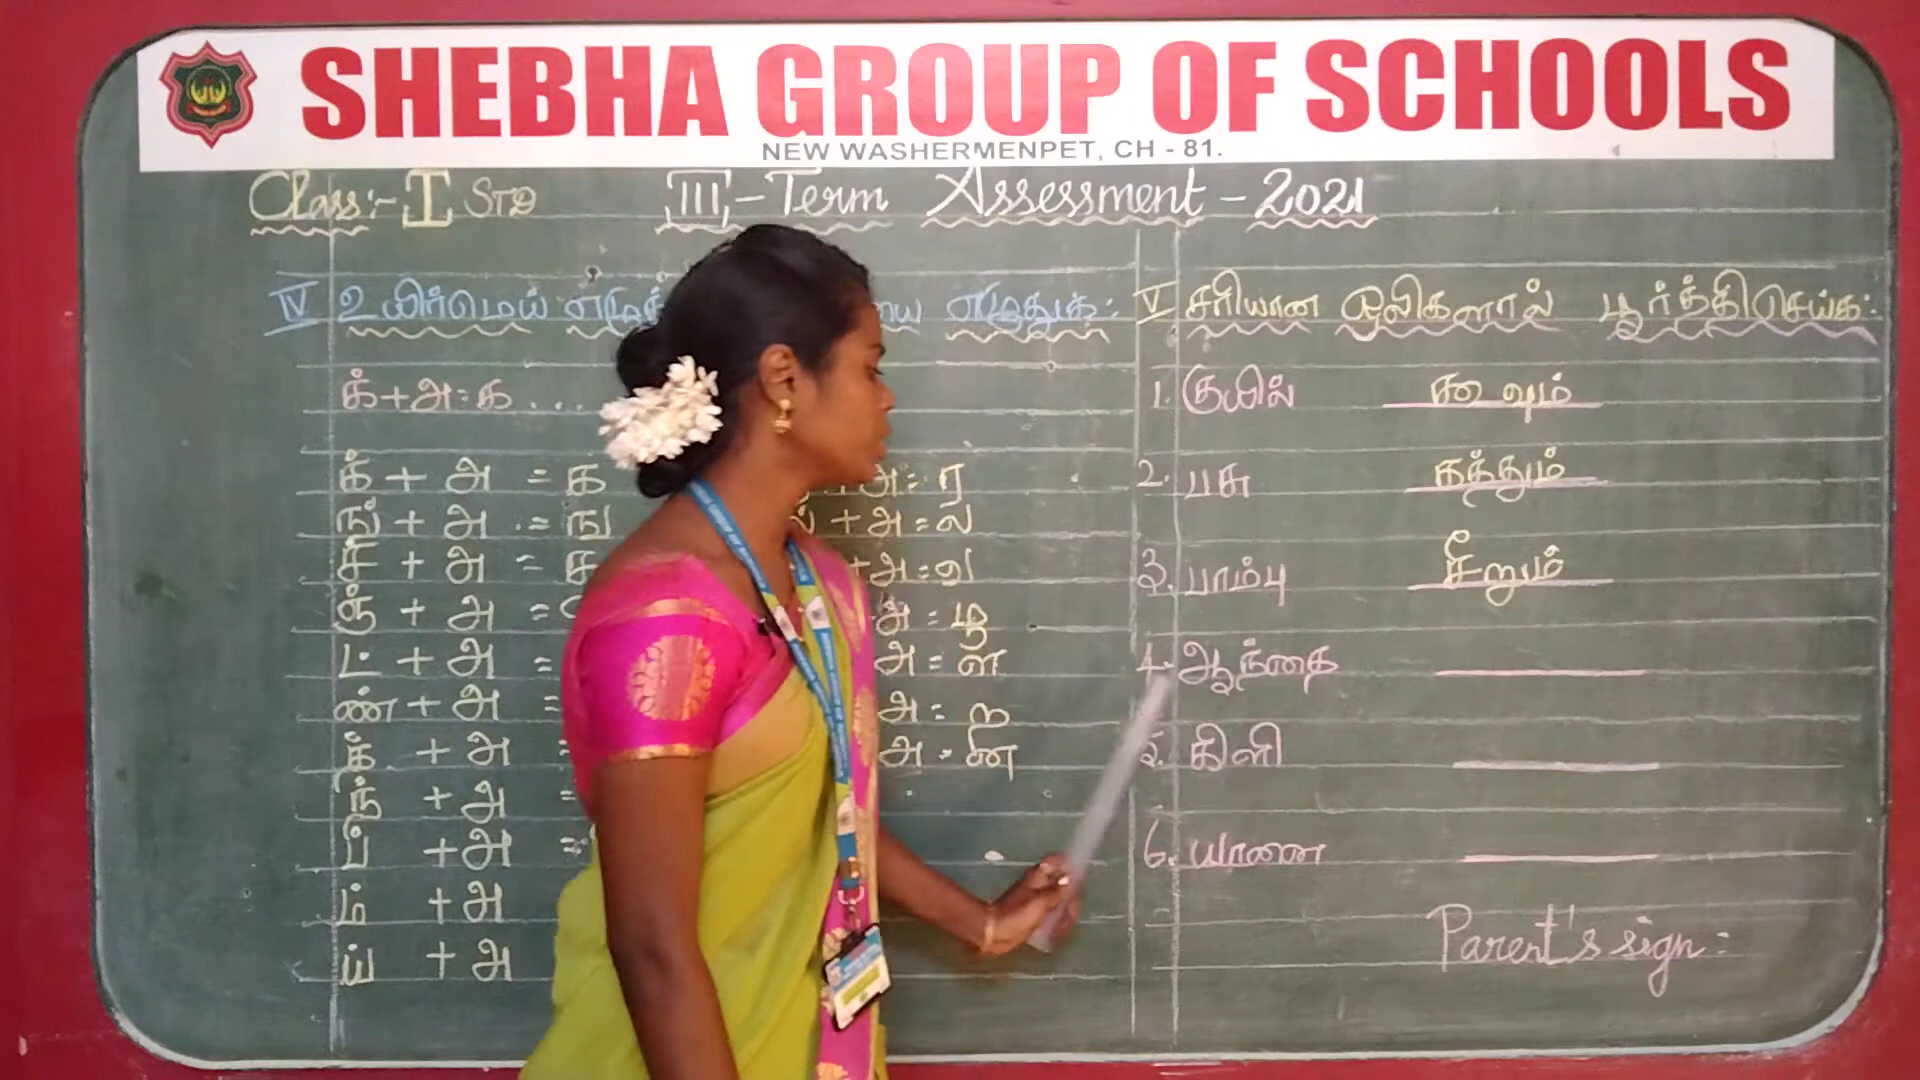 SHEBHA GROUP OF SCHOOLS
NEW WASHERMENPET, CH - 81.
Class:- I STD III - Term Assessment - 2021
IV உயிர்மெய் எழுதுக:
க்+அ=க ....
க் + அ = க
ங் + அ = ங
ச் + அ = ச
ஞ் + அ =
ட் + அ =
ண் + அ =
த் + அ =
ந் + அ =
ப் + அ =
ம் + அ
ய் + அ
அ = ர
ல் + அ = ல
+ அ = வ
அ = ழ
அ = ள
அ = ற
அ = ன
V சரியான ஒலிகளால் பூர்த்திசெய்க:
1. குயில் கூவும்
2. பசு கத்தும்
3. பாம்பு சீறும்
4. ஆந்தை
5. கிளி
6. யானை
Parent's sign: